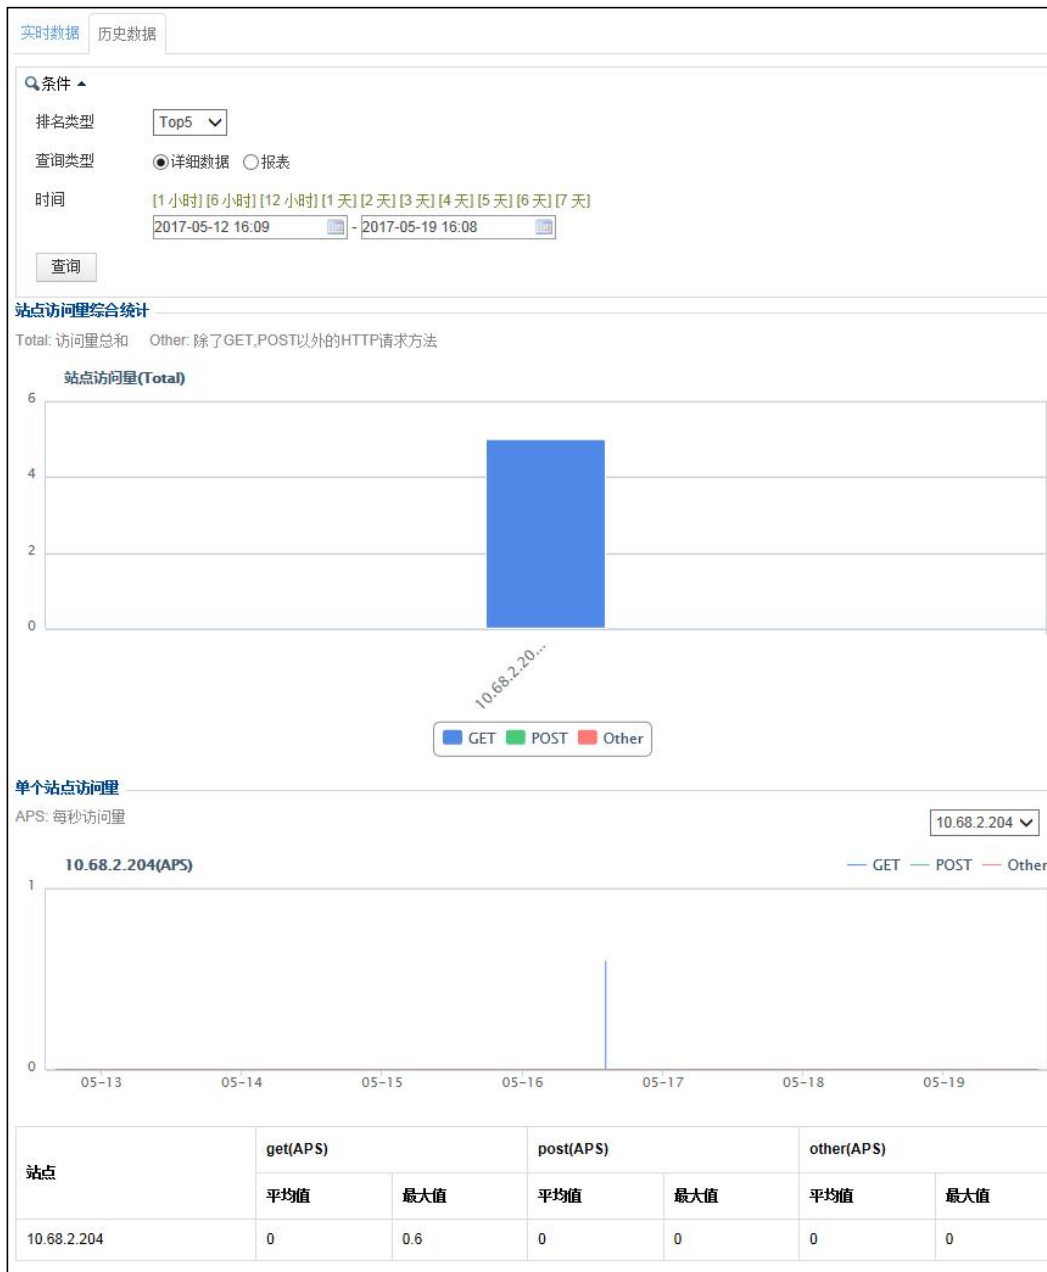 实时数据 历史数据
条件
排名类型 Top5
查询类型 详细数据 报表
时间 [1 小时] [6 小时] [12 小时] [1 天] [2 天] [3 天] [4 天] [5 天] [6 天] [7 天]
2017-05-12 16:09 - 2017-05-19 16:08
查询
站点访问量综合统计
Total: 访问量总和 Other: 除了GET,POST以外的HTTP请求方法
站点访问量(Total)
6
4
2
0
10.68.2.20...
GET POST Other
单个站点访问量
APS: 每秒访问量
10.68.2.204
10.68.2.204(APS) GET POST Other
1
0
05-13 05-14 05-15 05-16 05-17 05-18 05-19
站点 get(APS) post(APS) other(APS)
平均值 最大值 平均值 最大值 平均值 最大值
10.68.2.204 0 0.6 0 0 0 0